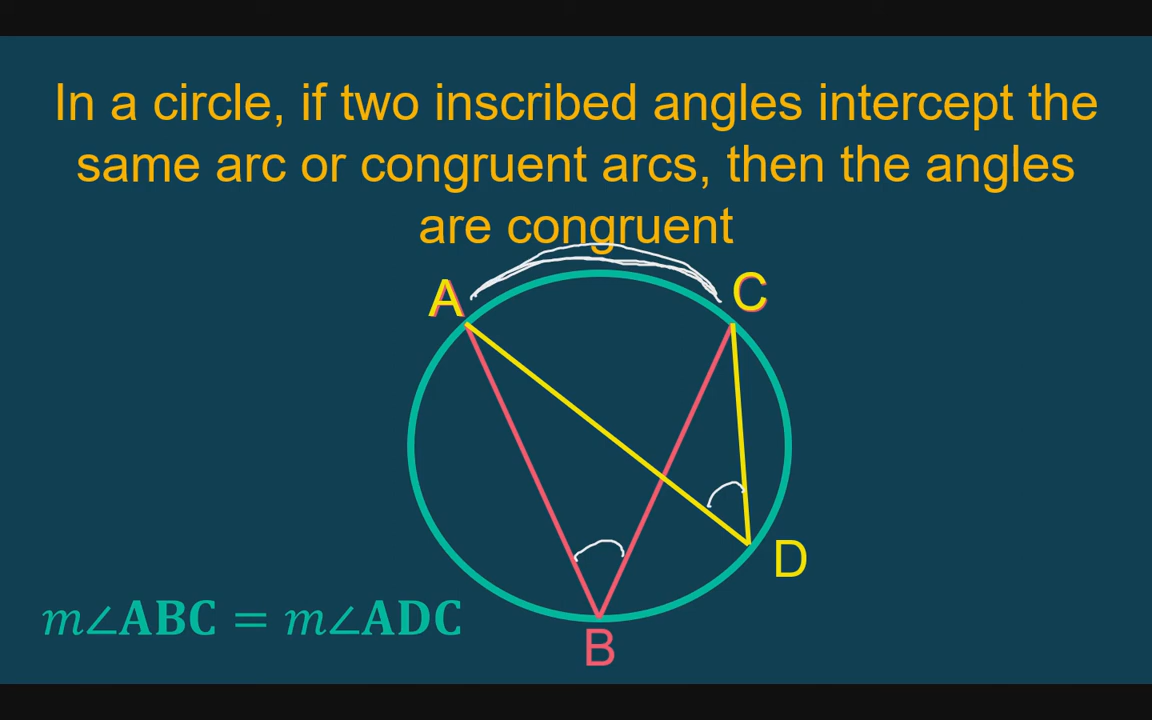 In a circle, if two inscribed angles intercept the
same arc or congruent arcs, then the angles
are congruent
A
C
D
m∠ABC = m∠ADC
B